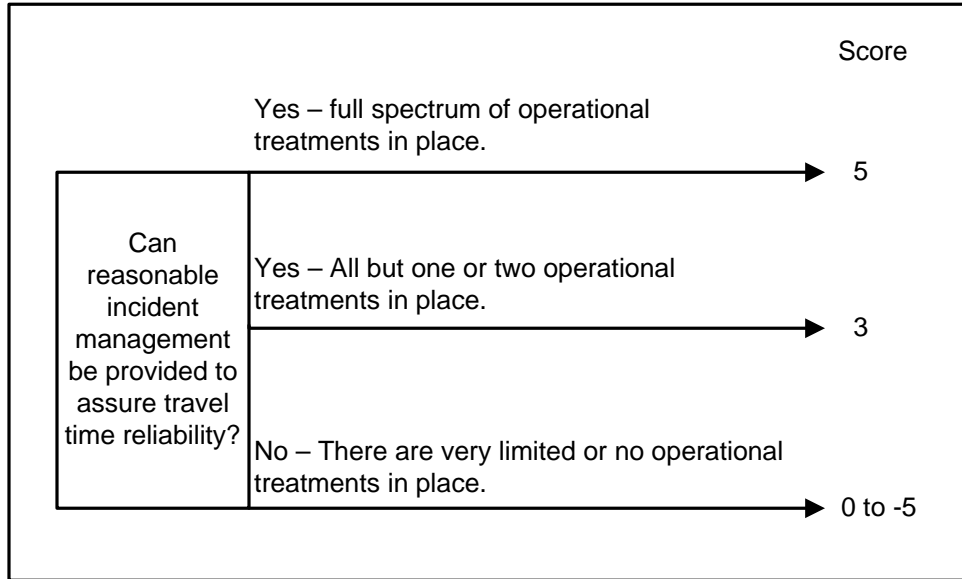 Score
Yes – full spectrum of operational
treatments in place.
5
Can
reasonable
incident
management
be provided to
assure travel
time reliability?
Yes – All but one or two operational
treatments in place.
3
No – There are very limited or no operational
treatments in place.
0 to -5